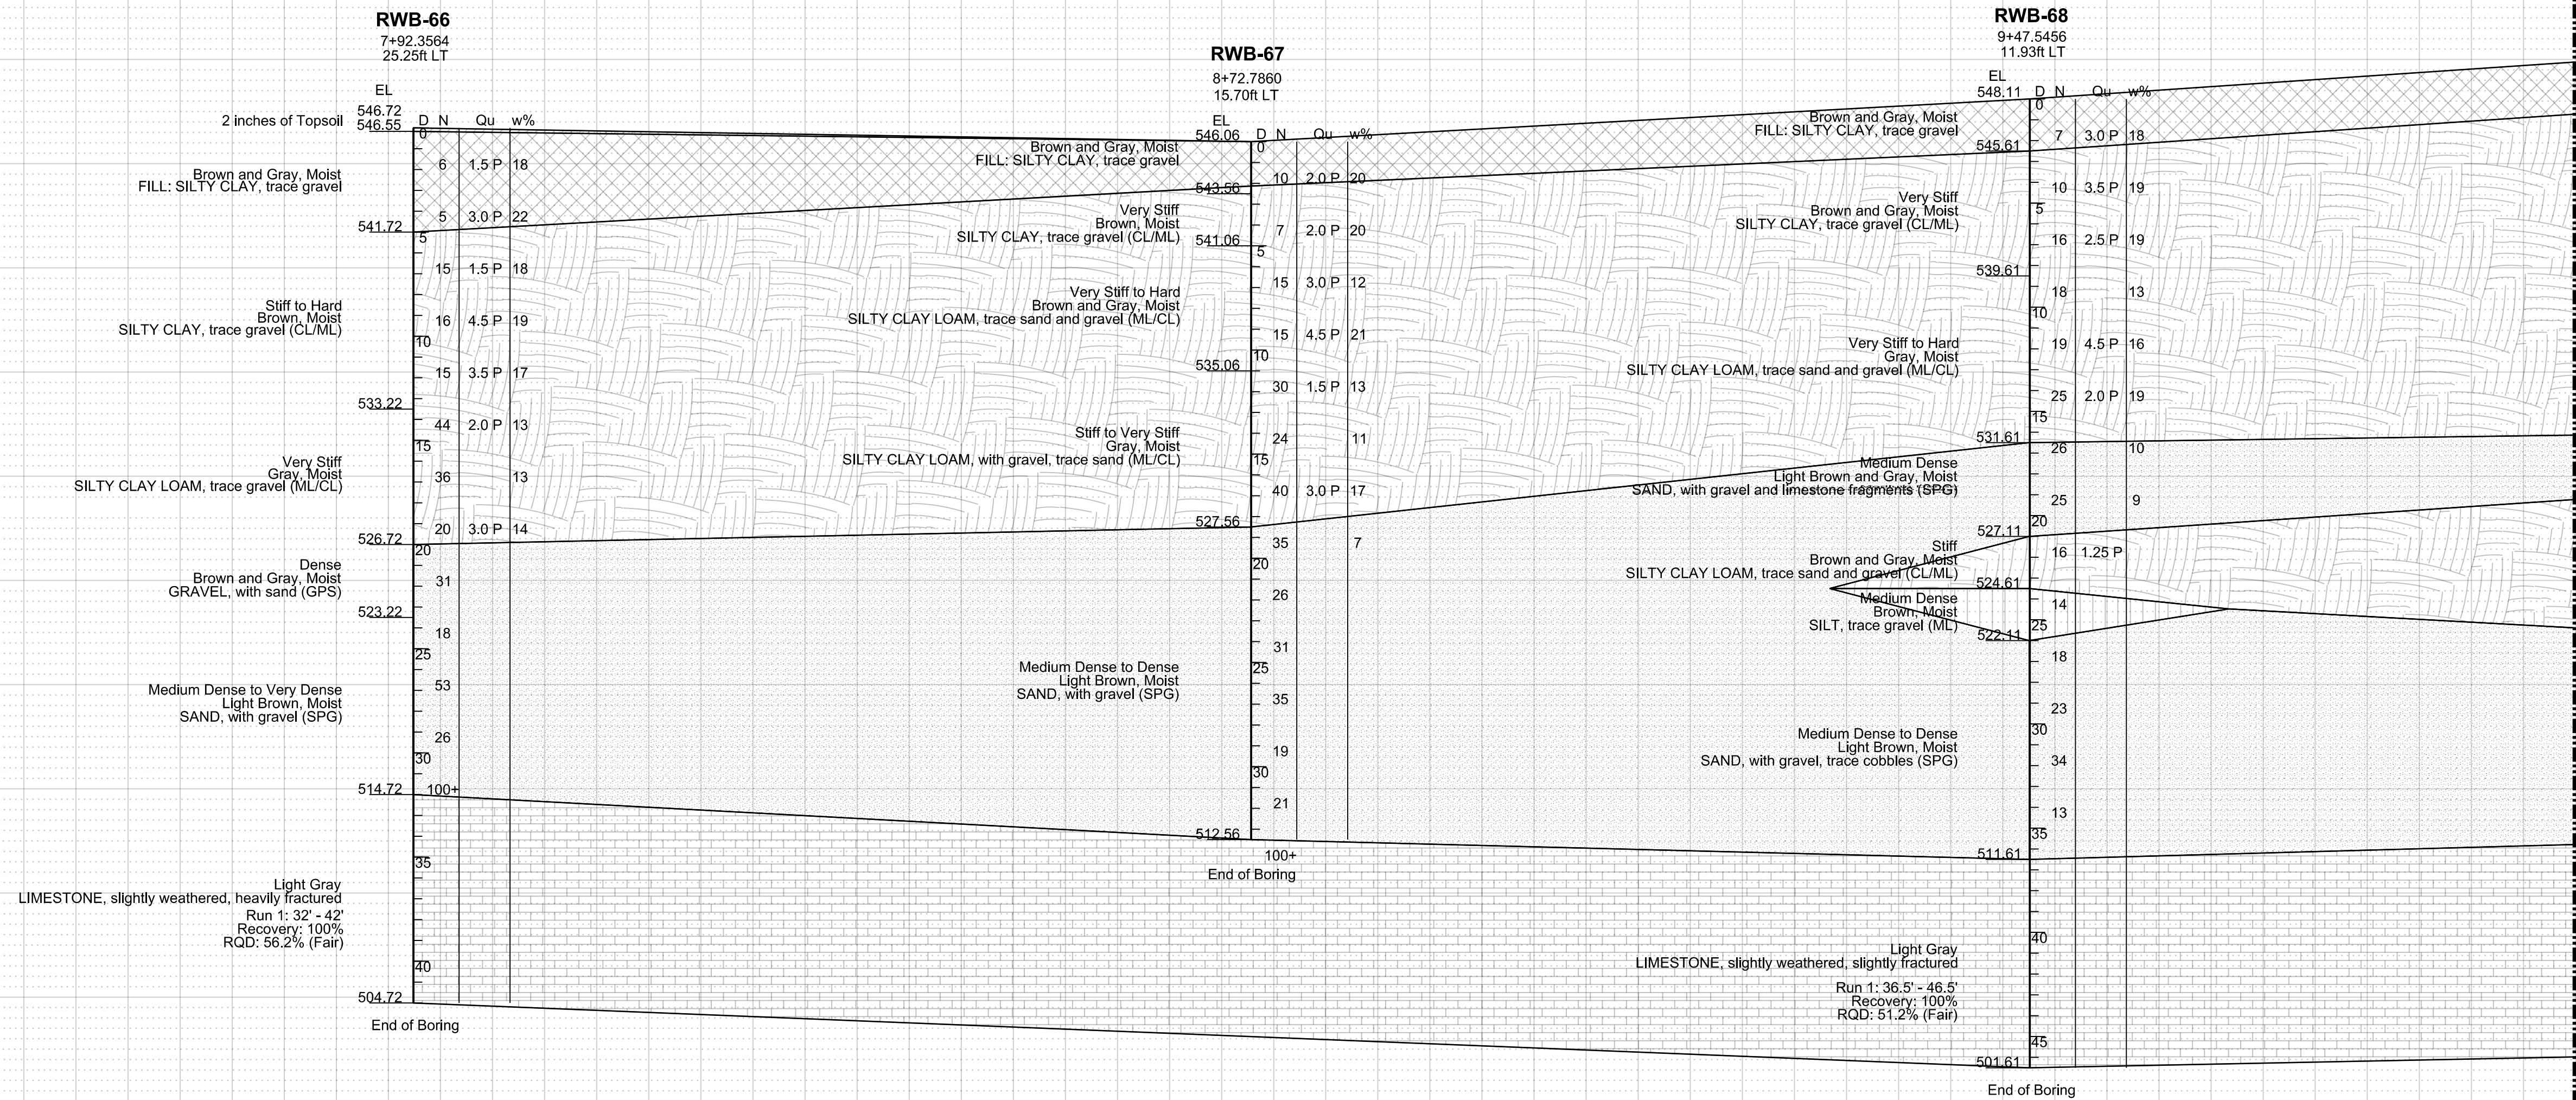 RWB-66
7+92.3564
25.25ft LT
EL
546.72
2 inches of Topsoil
546.55
D N Qu w%
0
6 1.5 P 18
Brown and Gray, Moist
FILL: SILTY CLAY, trace gravel
5 3.0 P 22
541.72
5
15 1.5 P 18
Stiff to Hard
Brown, Moist
SILTY CLAY, trace gravel (CL/ML)
16 4.5 P 19
10
15 3.5 P 17
533.22
44 2.0 P 13
15
Very Stiff
Gray, Moist
SILTY CLAY LOAM, trace gravel (ML/CL)
36 13
20 3.0 P 14
526.72
20
Dense
Brown and Gray, Moist
GRAVEL, with sand (GPS)
31
523.22
18
25
Medium Dense to Very Dense
Light Brown, Moist
SAND, with gravel (SPG)
53
26
30
514.72
100+
35
Light Gray
LIMESTONE, slightly weathered, heavily fractured
Run 1: 32' - 42'
Recovery: 100%
RQD: 56.2% (Fair)
40
504.72
End of Boring
RWB-67
8+72.7860
15.70ft LT
EL
546.06
D N Qu w%
0
Brown and Gray, Moist
FILL: SILTY CLAY, trace gravel
10 2.0 P 20
543.56
Very Stiff
Brown, Moist
SILTY CLAY, trace gravel (CL/ML)
7 2.0 P 20
541.06
5
15 3.0 P 12
Very Stiff to Hard
Brown and Gray, Moist
SILTY CLAY LOAM, trace sand and gravel (ML/CL)
15 4.5 P 21
10
535.06
30 1.5 P 13
24 11
Stiff to Very Stiff
Gray, Moist
SILTY CLAY LOAM, with gravel, trace sand (ML/CL)
15
40 3.0 P 17
527.56
35 7
20
26
31
25
Medium Dense to Dense
Light Brown, Moist
SAND, with gravel (SPG)
35
19
30
21
512.56
100+
End of Boring
RWB-68
9+47.5456
11.93ft LT
EL
548.11
D N Qu w%
0
Brown and Gray, Moist
FILL: SILTY CLAY, trace gravel
7 3.0 P 18
545.61
10 3.5 P 19
Very Stiff
Brown and Gray, Moist
SILTY CLAY, trace gravel (CL/ML)
5
16 2.5 P 19
539.61
18 13
10
Very Stiff to Hard
Gray, Moist
SILTY CLAY LOAM, trace sand and gravel (ML/CL)
19 4.5 P 16
25 2.0 P 19
15
531.61
26 10
Medium Dense
Light Brown and Gray, Moist
SAND, with gravel and limestone fragments (SPG)
25 9
20
527.11
Stiff
Brown and Gray, Moist
SILTY CLAY LOAM, trace sand and gravel (CL/ML)
16 1.25 P
524.61
Medium Dense
Brown, Moist
SILT, trace gravel (ML)
14
25
522.11
18
23
30
Medium Dense to Dense
Light Brown, Moist
SAND, with gravel, trace cobbles (SPG)
34
13
35
511.61
40
Light Gray
LIMESTONE, slightly weathered, slightly fractured
Run 1: 36.5' - 46.5'
Recovery: 100%
RQD: 51.2% (Fair)
45
501.61
End of Boring